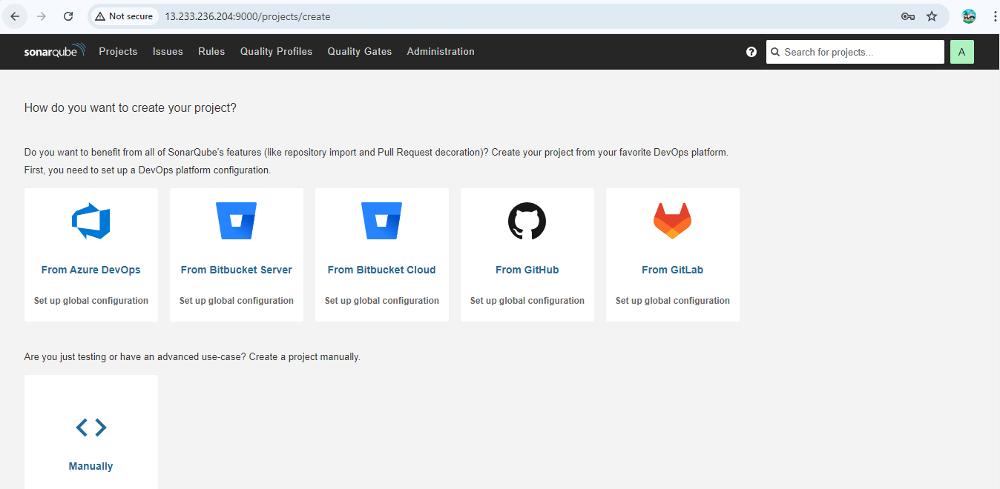 Not secure 13.233.236.204:9000/projects/create
sonarqube Projects Issues Rules Quality Profiles Quality Gates Administration ? Search for projects... A
How do you want to create your project?
Do you want to benefit from all of SonarQube's features (like repository import and Pull Request decoration)? Create your project from your favorite DevOps platform.
First, you need to set up a DevOps platform configuration.
From Azure DevOps From Bitbucket Server From Bitbucket Cloud From GitHub From GitLab
Set up global configuration Set up global configuration Set up global configuration Set up global configuration Set up global configuration
Are you just testing or have an advanced use-case? Create a project manually.
Manually